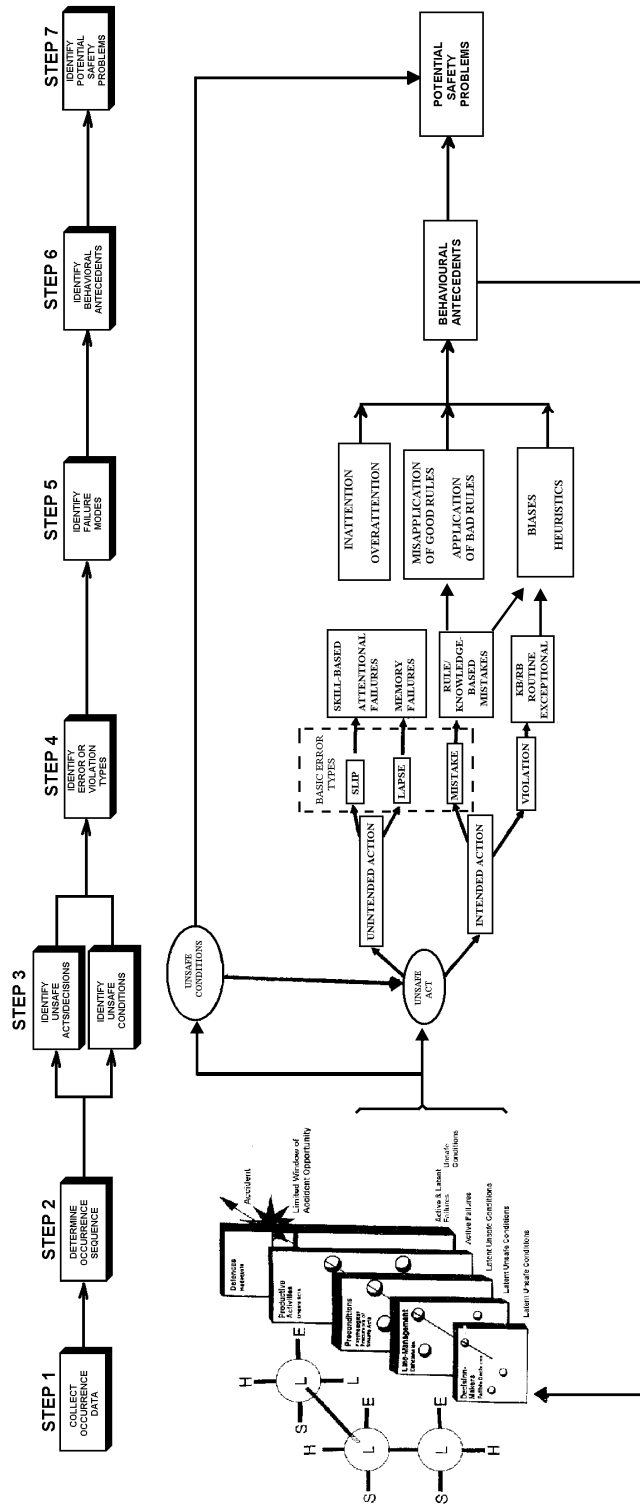 STEP 1
COLLECT
OCCURRENCE
DATA
STEP 2
DETERMINE
OCCURRENCE
SEQUENCE
STEP 3
IDENTIFY
UNSAFE
ACTS/DECISIONS
IDENTIFY
UNSAFE
CONDITIONS
STEP 4
IDENTIFY
ERROR OR
VIOLATION
TYPES
STEP 5
IDENTIFY
FAILURE
MODES
STEP 6
IDENTIFY
BEHAVIORAL
ANTECEDENTS
STEP 7
IDENTIFY
POTENTIAL
SAFETY
PROBLEMS
H
S
L
E
L
H
S
L
E
S
L
E
H
Defences
Productive
Activities
Preconditions
Line-Management
Decision-
Makers
Accident
Limited Window of
Accident Opportunity
Active & Latent
Failures
Unsafe
Conditions
Active Failures
Latent Unsafe Conditions
Latent Unsafe Conditions
Latent Unsafe Conditions
UNSAFE
CONDITIONS
UNSAFE
ACT
UNINTENDED ACTION
INTENDED ACTION
BASIC ERROR
TYPES
SLIP
LAPSE
MISTAKE
VIOLATION
SKILL-BASED
ATTENTIONAL
FAILURES
MEMORY
FAILURES
RULE/
KNOWLEDGE-
BASED
MISTAKES
KB/RB
ROUTINE
EXCEPTIONAL
INATTENTION
OVERATTENTION
MISAPPLICATION
OF GOOD RULES
APPLICATION
OF BAD RULES
BIASES
HEURISTICS
BEHAVIOURAL
ANTECEDENTS
POTENTIAL
SAFETY
PROBLEMS